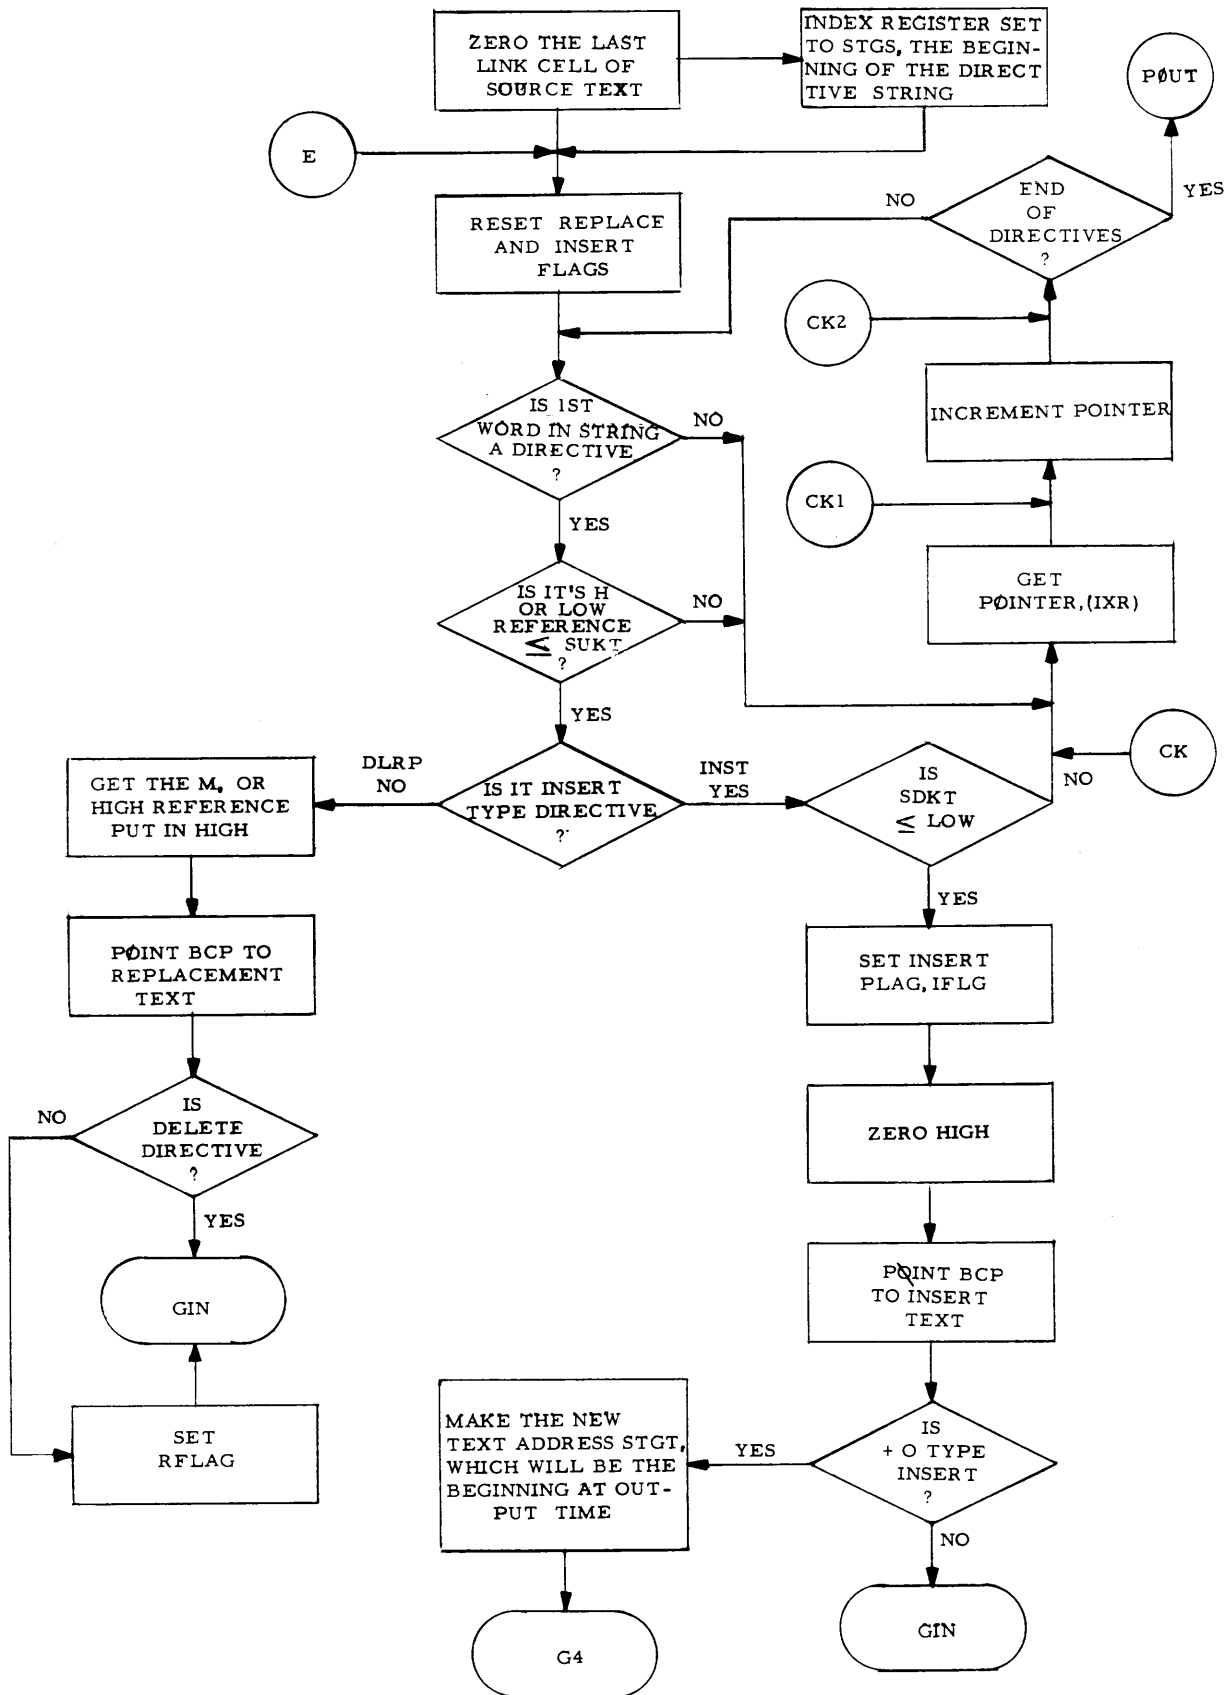 ZERO THE LAST
LINK CELL OF
SOURCE TEXT
INDEX REGISTER SET
TO STGS, THE BEGIN-
NING OF THE DIRECT
TIVE STRING
PØUT
E
RESET REPLACE
AND INSERT
FLAGS
NO
END
OF
DIRECTIVES
?
YES
CK2
INCREMENT POINTER
IS 1ST
WORD IN STRING
A DIRECTIVE
?
NO
YES
CK1
GET
PØINTER, (IXR)
IS IT'S H
OR LOW
REFERENCE
≤ SUKT
?
NO
YES
CK
NO
GET THE M, OR
HIGH REFERENCE
PUT IN HIGH
DLRP
NO
IS IT INSERT
TYPE DIRECTIVE
?
INST
YES
IS
SDKT
≤ LOW
YES
PØINT BCP TO
REPLACEMENT
TEXT
SET INSERT
PLAG, IFLG
NO
IS
DELETE
DIRECTIVE
?
YES
ZERO HIGH
GIN
PØINT BCP
TO INSERT
TEXT
SET
RFLAG
MAKE THE NEW
TEXT ADDRESS STGT,
WHICH WILL BE THE
BEGINNING AT OUT-
PUT TIME
YES
IS
+ O TYPE
INSERT
?
NO
G4
GIN